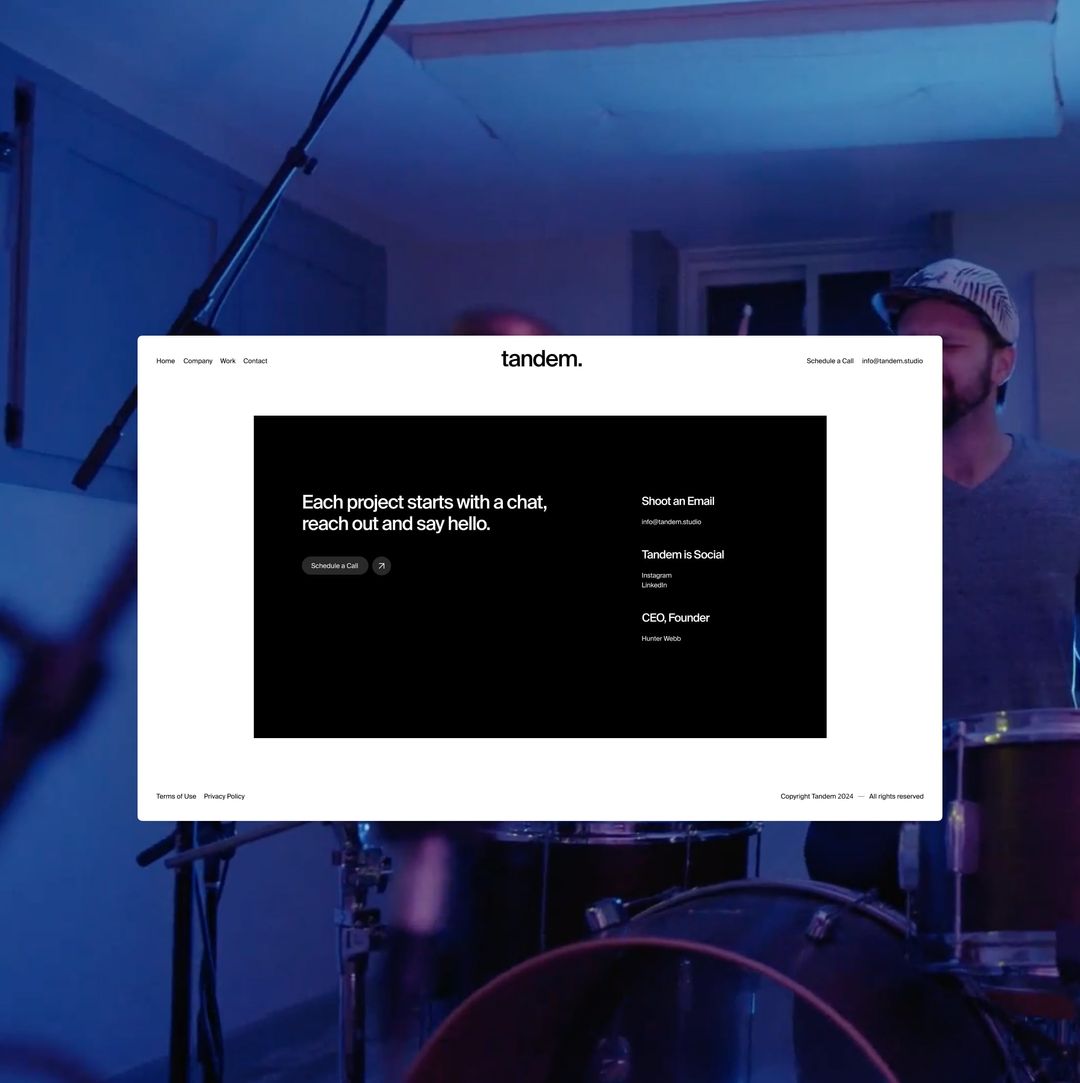 Home Company Work Contact
tandem.
Schedule a Call info@tandem.studio
Each project starts with a chat,
reach out and say hello.
Schedule a Call
Shoot an Email
info@tandem.studio
Tandem is Social
Instagram
LinkedIn
CEO, Founder
Hunter Webb
Terms of Use Privacy Policy
Copyright Tandem 2024 — All rights reserved